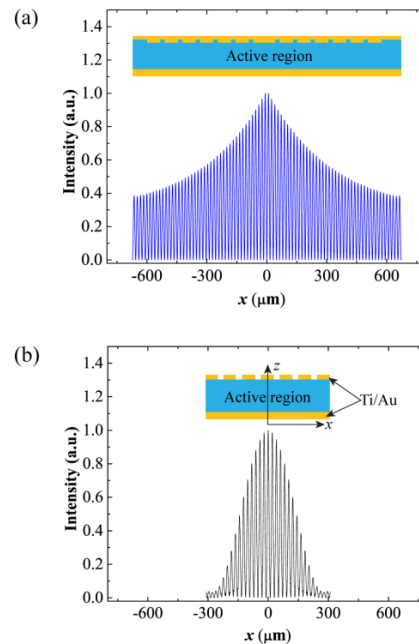 (a)
1.4
1.2
1.0
0.8
0.6
0.4
0.2
0.0
Intensity (a.u.)
Active region
-600 -300 0 300 600
x (μm)
(b)
1.4
1.2
1.0
0.8
0.6
0.4
0.2
0.0
Intensity (a.u.)
z
Active region
Ti/Au
x
-600 -300 0 300 600
x (μm)